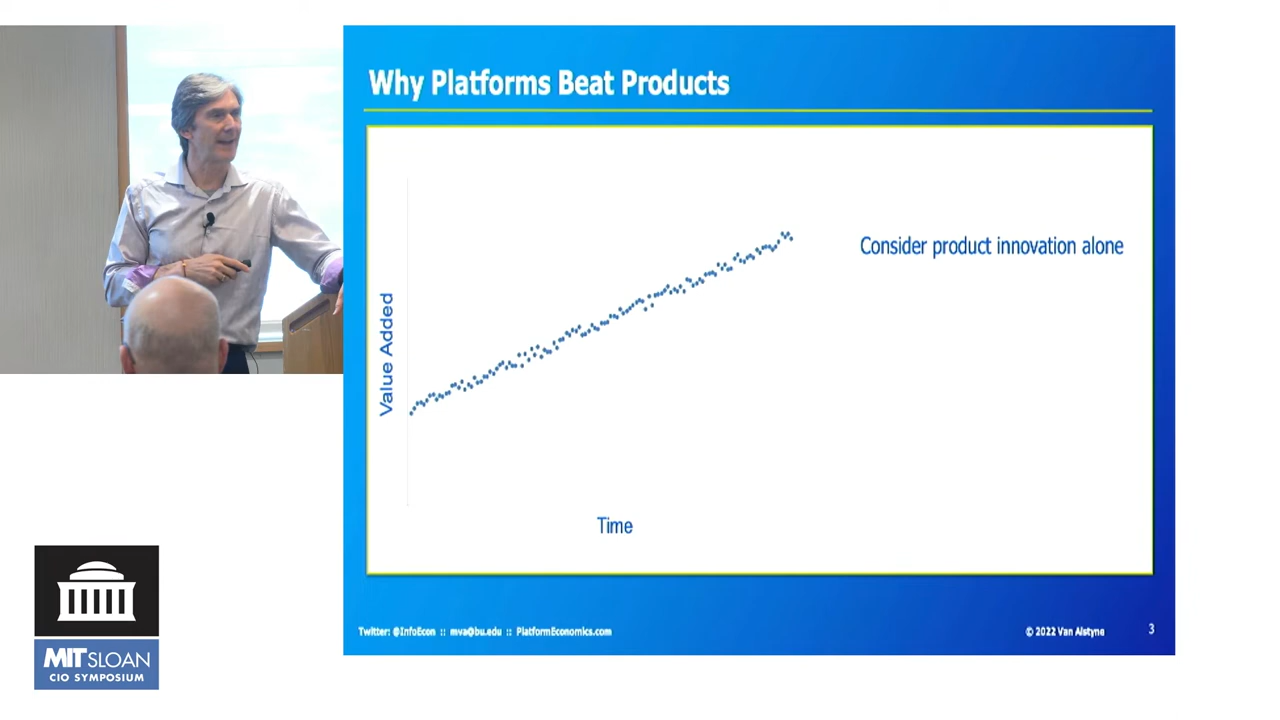 Why Platforms Beat Products
Consider product innovation alone
Value Added
Time
Twitter: @InfoEcon :: mva@bu.edu :: PlatformEconomics.com
© 2022 Van Alstyne
3
MIT SLOAN
CIO SYMPOSIUM